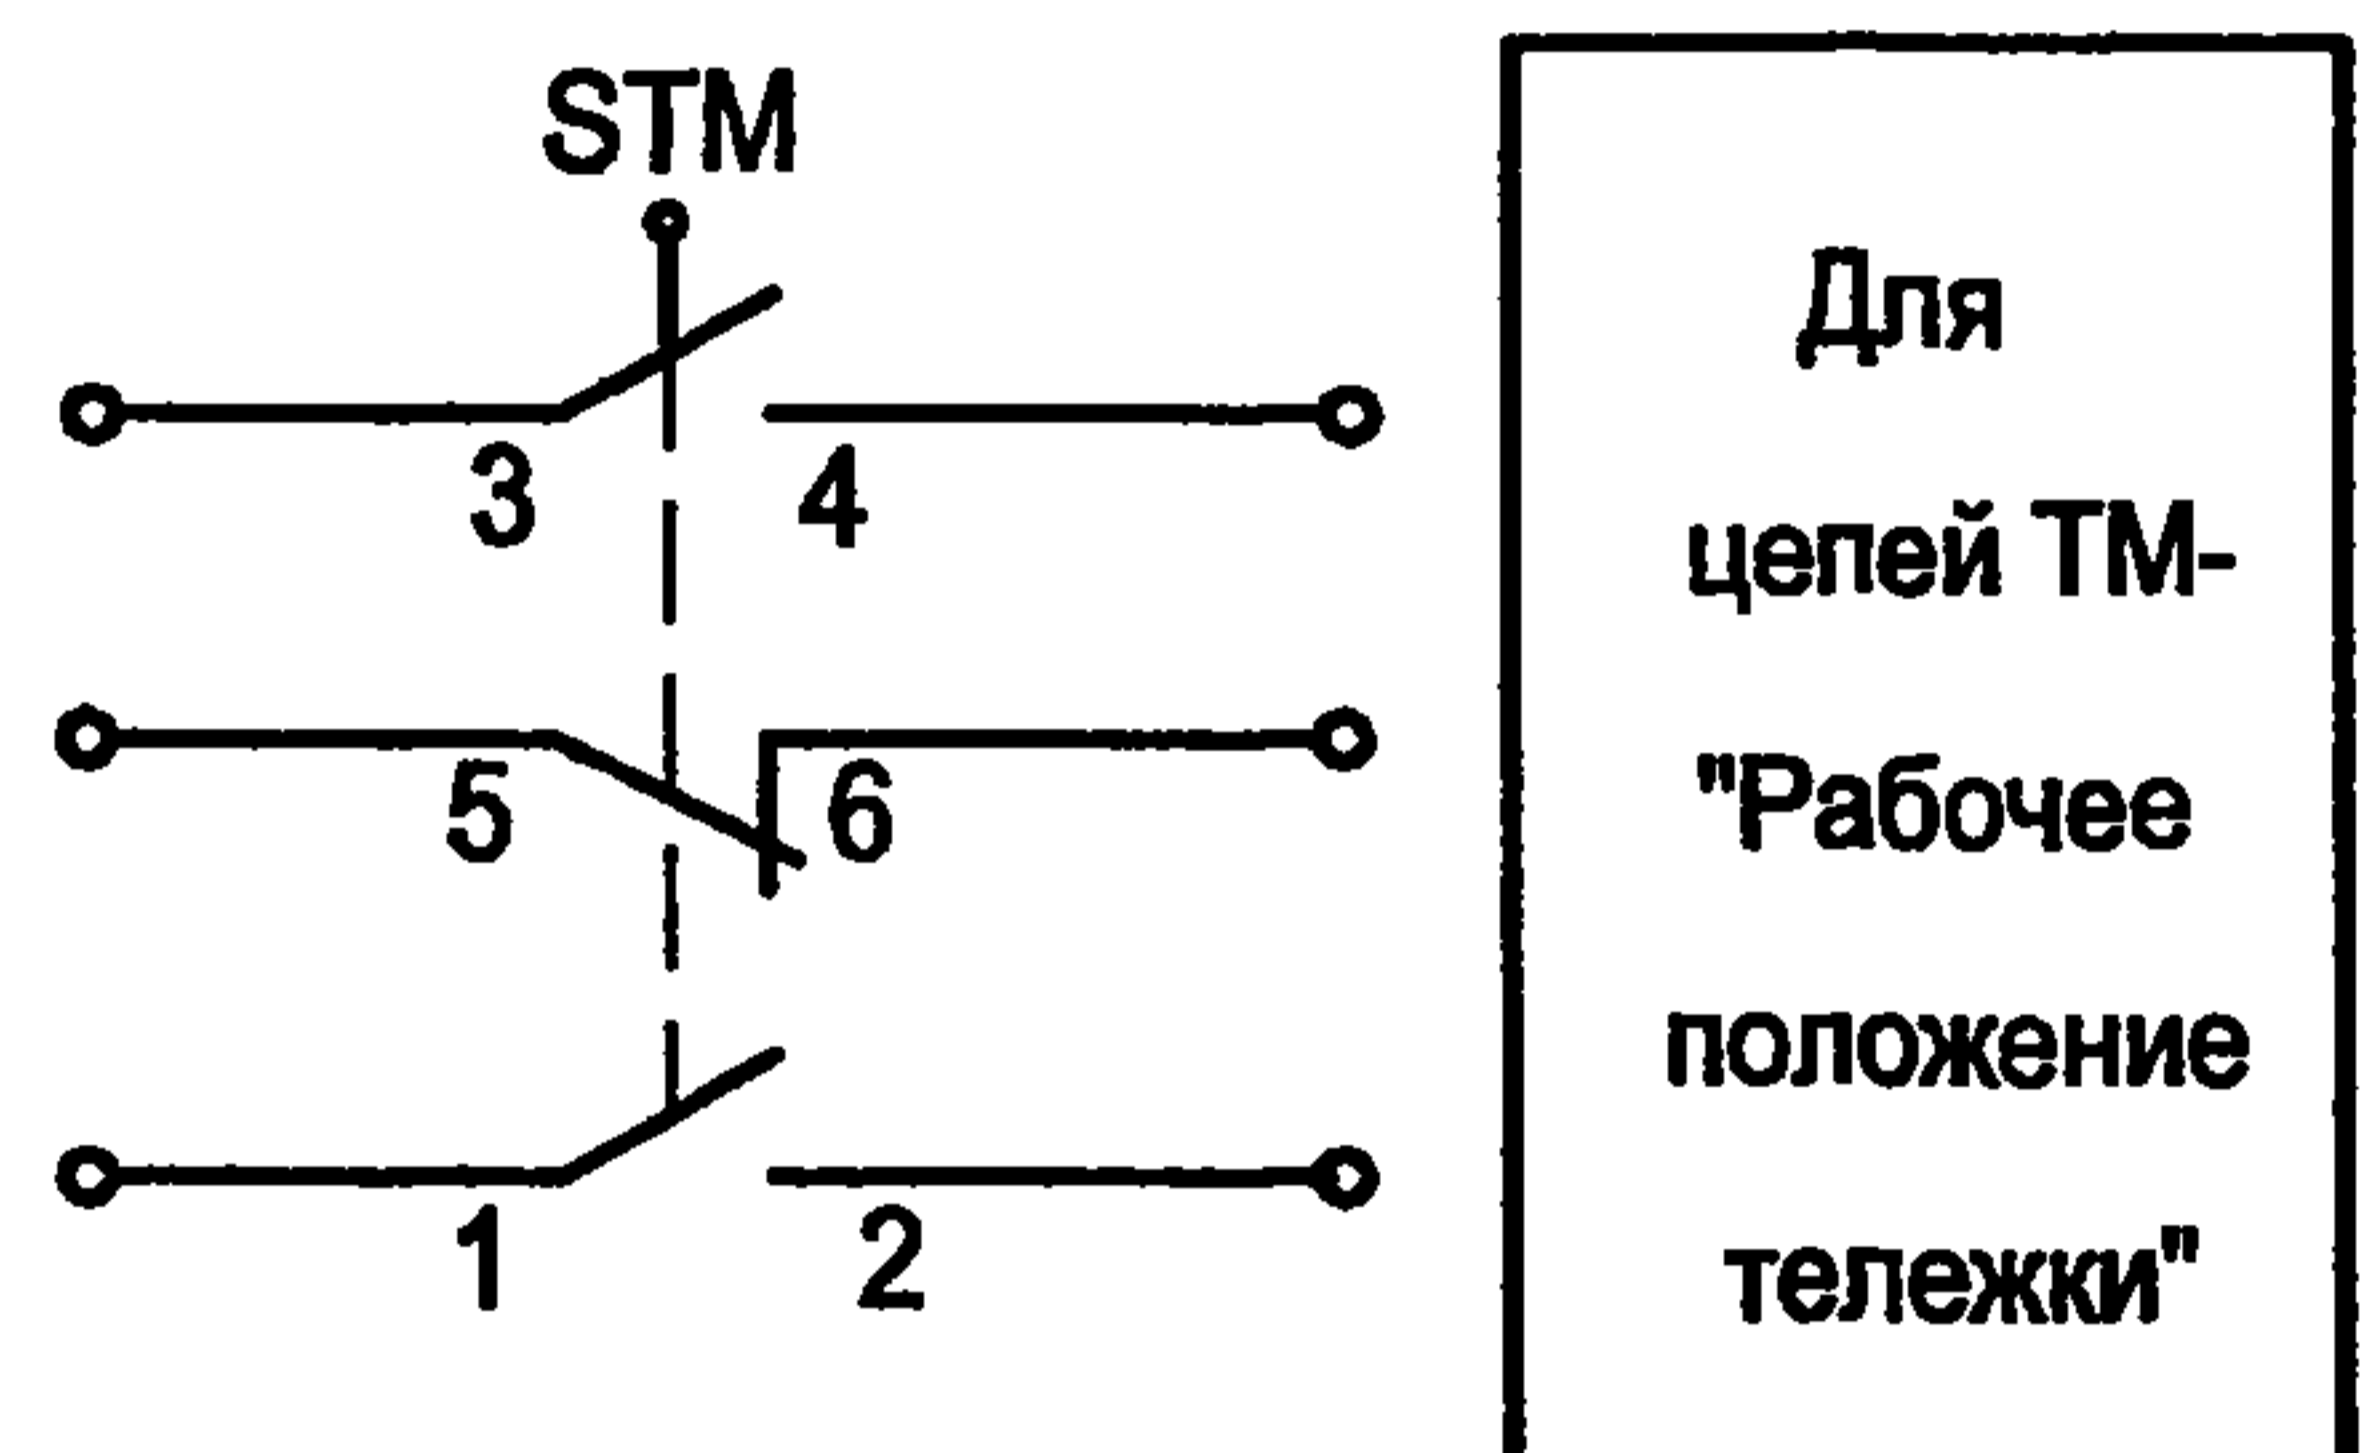 STM
3 4
5 6
1 2
Для
цепей ТМ-
"Рабочее
положение
тележки"